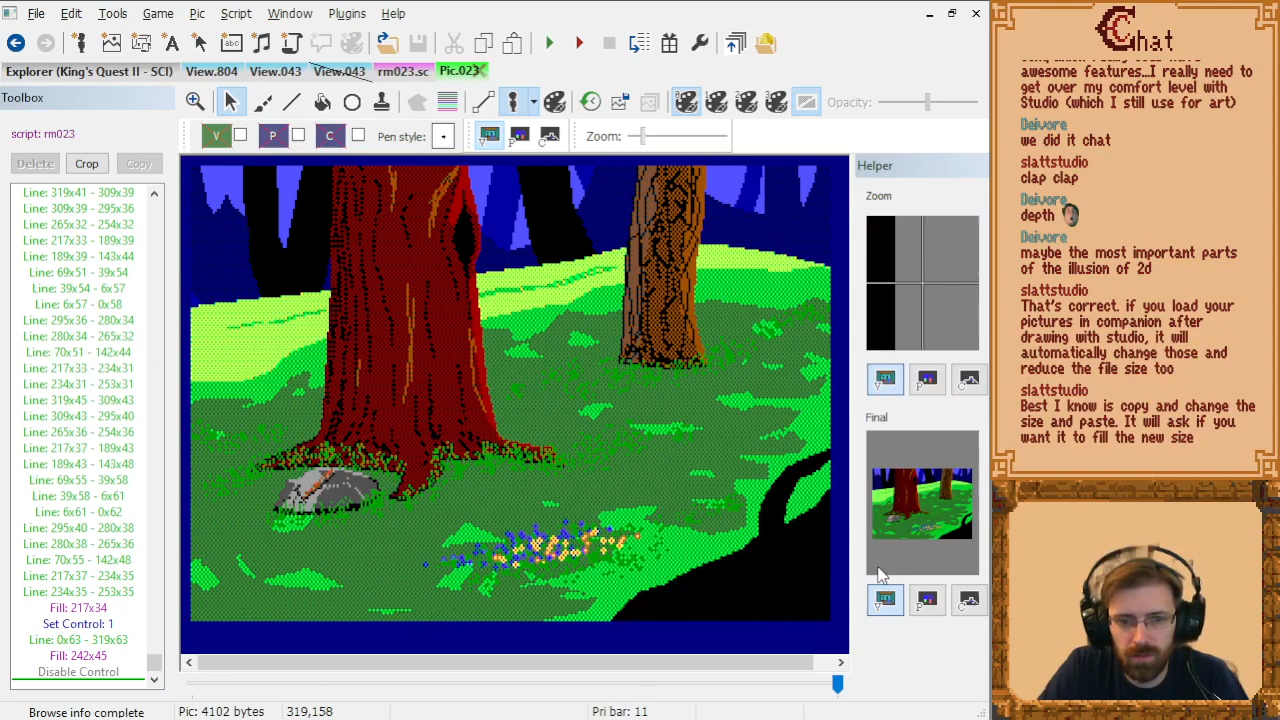 File Edit Tools Game Pic Script Window Plugins Help
Explorer (King's Quest II - SCI) View.804 View.043 View.043 rm023.sc Pic.023
Toolbox
Opacity:
script: rm023
V P C Pen style: V P C Zoom:
Delete Crop Copy
Line: 319x41 - 309x39
Line: 309x39 - 295x36
Line: 265x32 - 254x32
Line: 217x33 - 189x39
Line: 189x39 - 143x44
Line: 69x51 - 39x54
Line: 39x54 - 6x57
Line: 6x57 - 0x58
Line: 295x36 - 280x34
Line: 280x34 - 265x32
Line: 70x51 - 142x44
Line: 217x33 - 234x31
Line: 234x31 - 253x31
Line: 319x45 - 309x43
Line: 309x43 - 295x40
Line: 265x36 - 254x36
Line: 217x37 - 189x43
Line: 189x43 - 143x48
Line: 69x55 - 39x58
Line: 39x58 - 6x61
Line: 6x61 - 0x62
Line: 295x40 - 280x38
Line: 280x38 - 265x36
Line: 70x55 - 142x48
Line: 217x37 - 234x35
Line: 234x35 - 253x35
Fill: 217x34
Set Control: 1
Line: 0x63 - 319x63
Fill: 242x45
Disable Control
Helper
Zoom
V P C
Final
V P C
Browse info complete Pic: 4102 bytes 313,158 Pri bar: 11
Chat
awesome features...I really need to
get over my comfort level with
Studio (which I still use for art)
Deivore
we did it chat
slattstudio
clap clap
Deivore
depth
Deivore
maybe the most important parts
of the illusion of 2d
slattstudio
That's correct. if you load your
pictures in companion after
drawing with studio, it will
automatically change those and
reduce the file size too
slattstudio
Best I know is copy and change the
size and paste. It will ask if you
want it to fill the new size